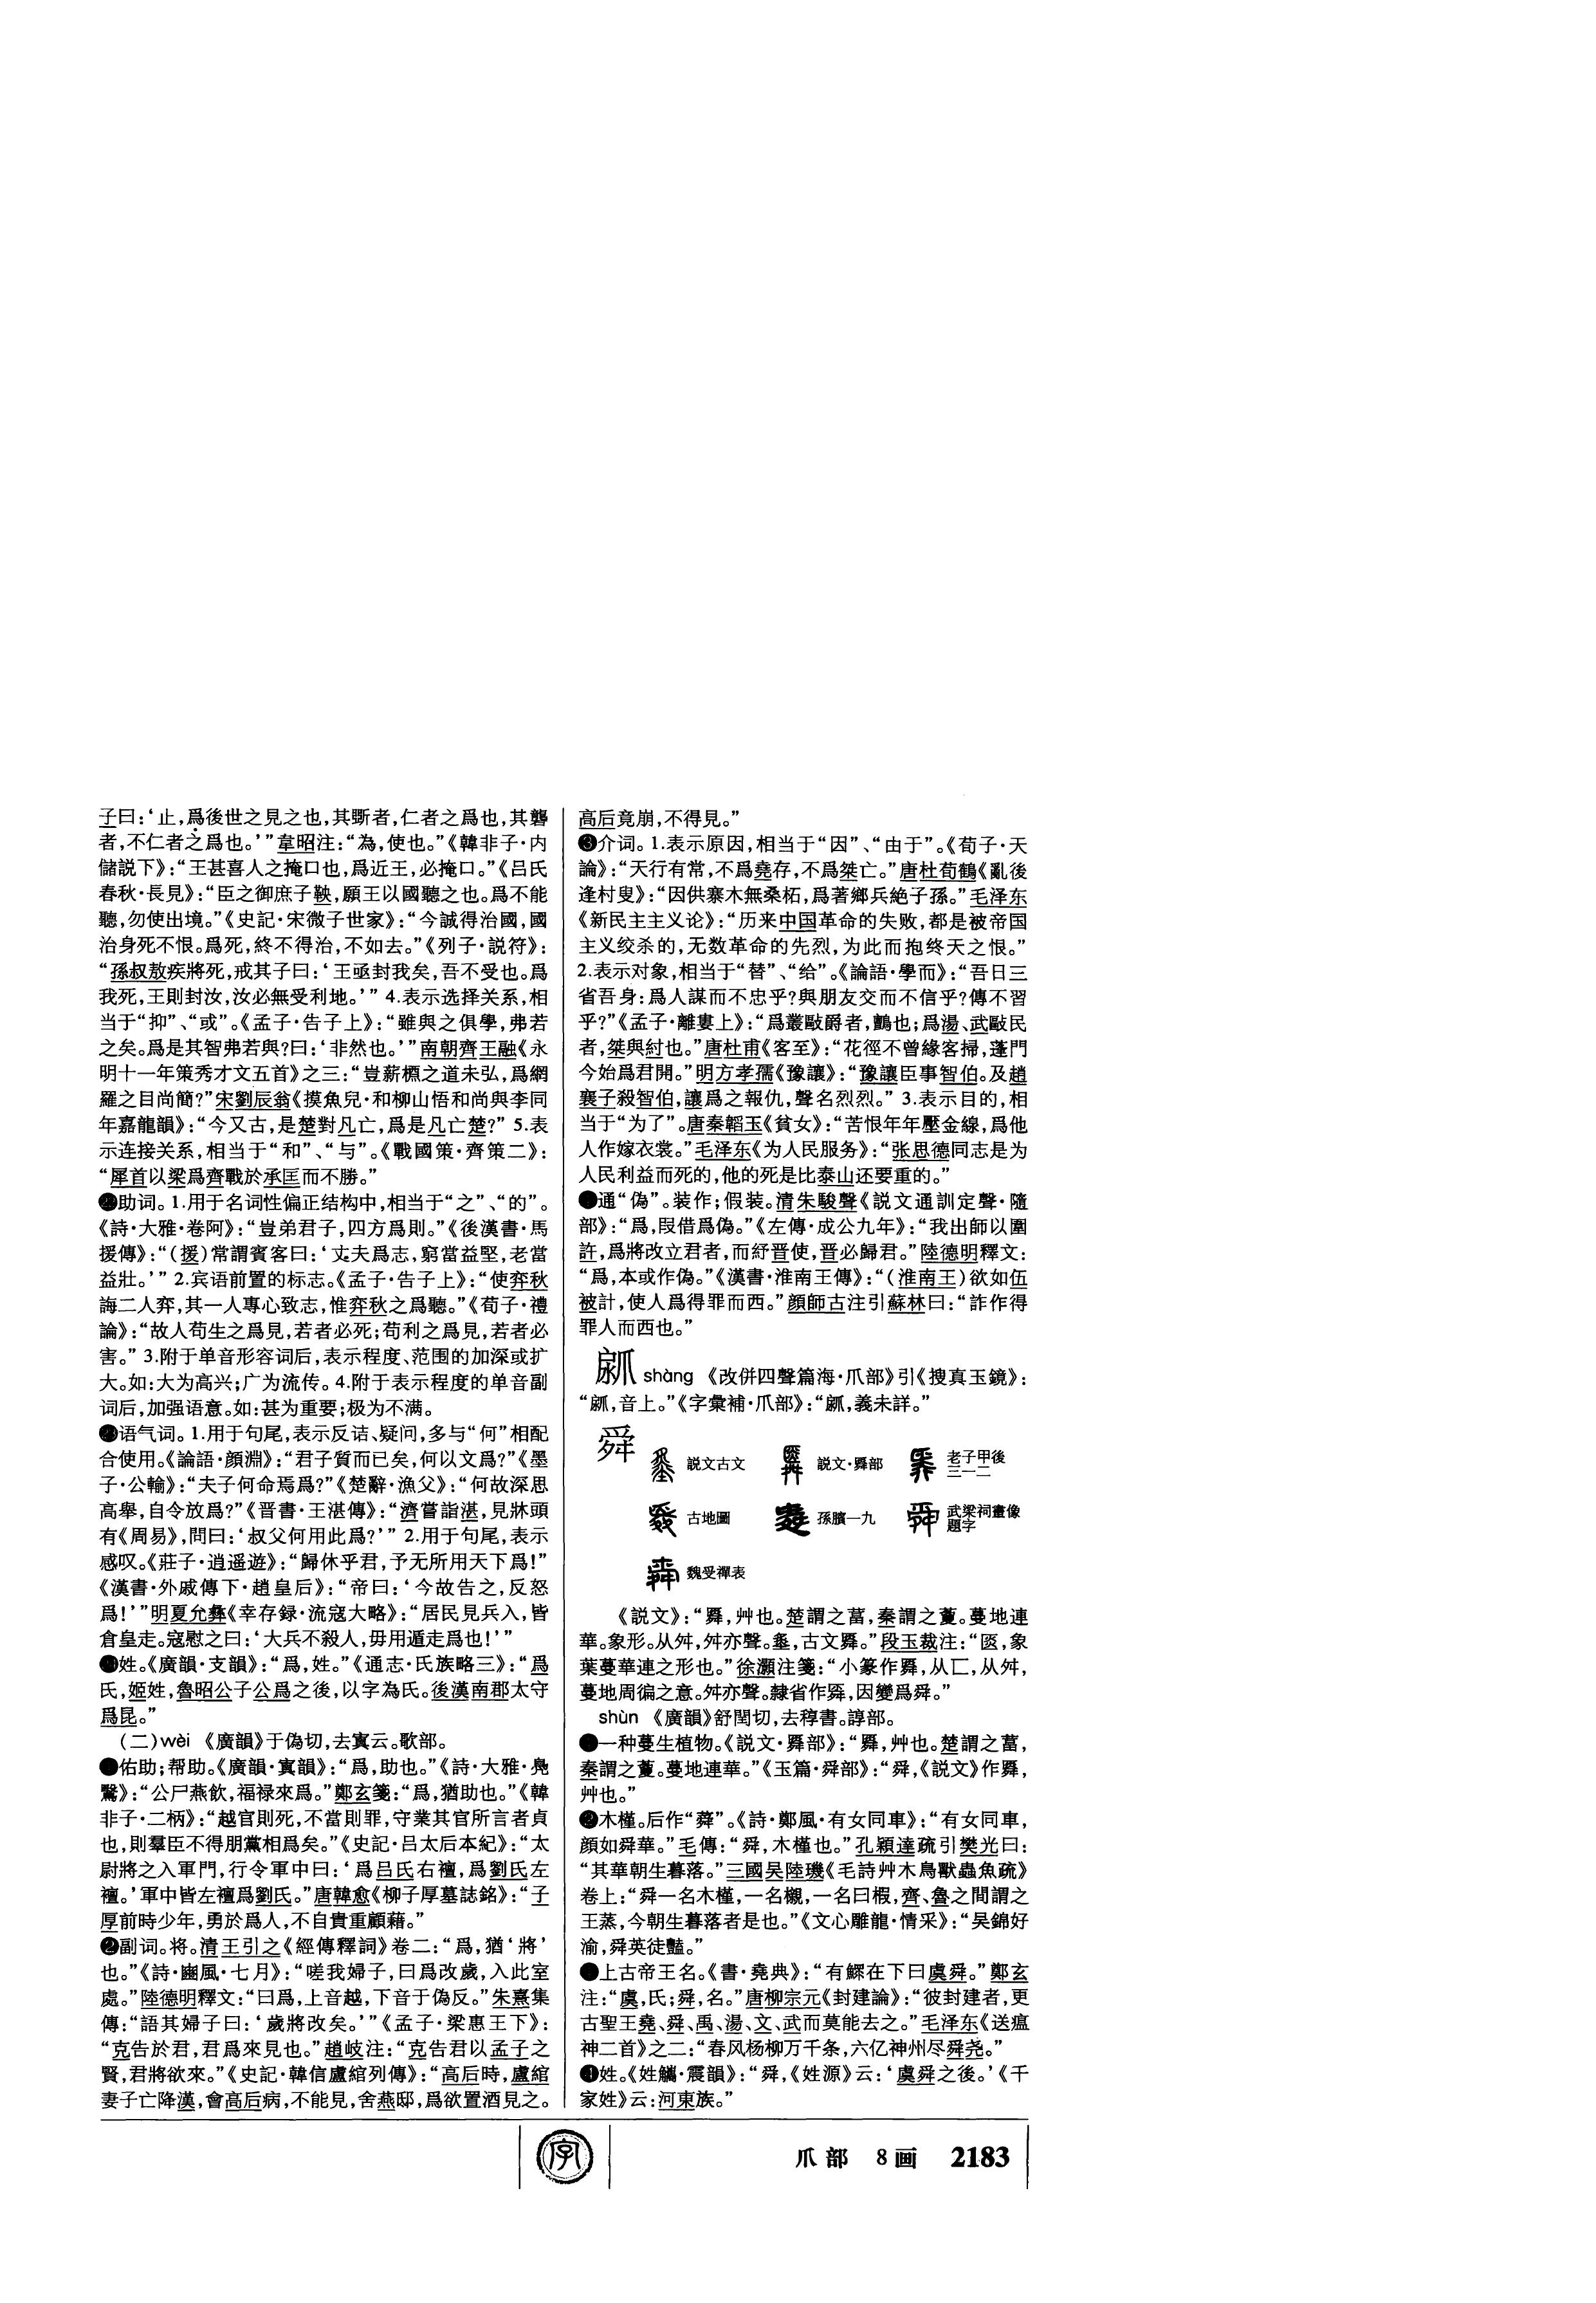 子曰：‘止，爲後世之見之也，其斲者，仁者之爲也，其礱
者，不仁者之爲也。’”韋昭注：“為，使也。”《韓非子·内
儲説下》：“王甚喜人之掩口也，爲近王，必掩口。”《吕氏
春秋·長見》：“臣之御庶子鞅，願王以國聽之也。爲不能
聽，勿使出境。”《史記·宋微子世家》：“今誠得治國，國
治身死不恨。爲死，終不得治，不如去。”《列子·説符》：
“孫叔敖疾將死，戒其子曰：‘王亟封我矣，吾不受也。爲
我死，王則封汝，汝必無受利地。’” 4.表示选择关系，相
当于“抑”、“或”。《孟子·告子上》：“雖與之俱學，弗若
之矣。爲是其智弗若與？曰：‘非然也。’”南朝齊王融《永
明十一年策秀才文五首》之三：“豈薪槱之道未弘，爲網
羅之目尚簡？”宋劉辰翁《摸魚兒·和柳山悟和尚與李同
年嘉龍韻》：“今又古，是楚對凡亡，爲是凡亡楚？” 5.表
示连接关系，相当于“和”、“与”。《戰國策·齊策二》：
“犀首以梁爲齊戰於承匡而不勝。”
助词。1.用于名词性偏正结构中，相当于“之”、“的”。
《詩·大雅·卷阿》：“豈弟君子，四方爲則。”《後漢書·馬
援傳》：“（援）常謂賓客曰：‘丈夫爲志，窮當益堅，老當
益壯。’” 2.宾语前置的标志。《孟子·告子上》：“使弈秋
誨二人弈，其一人專心致志，惟弈秋之爲聽。”《荀子·禮
論》：“故人苟生之爲見，若者必死；苟利之爲見，若者必
害。” 3.附于单音形容词后，表示程度、范围的加深或扩
大。如：大为高兴；广为流传。4.附于表示程度的单音副
词后，加强语意。如：甚为重要；极为不满。
语气词。1.用于句尾，表示反诘、疑问，多与“何”相配
合使用。《論語·顔淵》：“君子質而已矣，何以文爲？”《墨
子·公輸》：“夫子何命焉爲？”《楚辭·漁父》：“何故深思
高舉，自令放爲？”《晋書·王湛傳》：“濟嘗詣湛，見牀頭
有《周易》，問曰：‘叔父何用此爲？’” 2.用于句尾，表示
感叹。《莊子·逍遥遊》：“歸休乎君，予无所用天下爲！”
《漢書·外戚傳下·趙皇后》：“帝曰：‘今故告之，反怒
爲！’”明夏允彝《幸存録·流寇大略》：“居民見兵入，皆
倉皇走。寇慰之曰：‘大兵不殺人，毋用遁走爲也！’”
姓。《廣韻·支韻》：“爲，姓。”《通志·氏族略三》：“爲
氏，姬姓，魯昭公子公爲之後，以字為氏。後漢南郡太守
爲昆。”
（二）wèi 《廣韻》于偽切，去寘云。歌部。
❶佑助；帮助。《廣韻·寘韻》：“爲，助也。”《詩·大雅·鳧
鷖》：“公尸燕飲，福禄來爲。”鄭玄箋：“爲，猶助也。”《韓
非子·二柄》：“越官則死，不當則罪，守業其官所言者貞
也，則羣臣不得朋黨相爲矣。”《史記·吕太后本紀》：“太
尉將之入軍門，行令軍中曰：‘爲吕氏右襢，爲劉氏左
襢。’軍中皆左襢爲劉氏。”唐韓愈《柳子厚墓誌銘》：“子
厚前時少年，勇於爲人，不自貴重顧藉。”
❷副词。将。清王引之《經傳釋詞》卷二：“爲，猶‘將’
也。”《詩·豳風·七月》：“嗟我婦子，曰爲改歲，入此室
處。”陸德明釋文：“曰爲，上音越，下音于偽反。”朱熹集
傳：“語其婦子曰：‘歲將改矣。’”《孟子·梁惠王下》：
“克告於君，君爲來見也。”趙岐注：“克告君以孟子之
賢，君將欲來。”《史記·韓信盧綰列傳》：“高后時，盧綰
妻子亡降漢，會高后病，不能見，舍燕邸，爲欲置酒見之。
高后竟崩，不得見。”
❸介词。1.表示原因，相当于“因”、“由于”。《荀子·天
論》：“天行有常，不爲堯存，不爲桀亡。”唐杜荀鶴《亂後
逢村叟》：“因供寨木無桑柘，爲著鄉兵絶子孫。”毛泽东
《新民主主义论》：“历来中国革命的失败，都是被帝国
主义绞杀的，无数革命的先烈，为此而抱终天之恨。”
2.表示对象，相当于“替”、“给”。《論語·學而》：“吾日三
省吾身：爲人謀而不忠乎？與朋友交而不信乎？傳不習
乎？”《孟子·離婁上》：“爲叢敺爵者，鸇也；爲湯、武敺民
者，桀與紂也。”唐杜甫《客至》：“花徑不曾緣客掃，蓬門
今始爲君開。”明方孝孺《豫讓》：“豫讓臣事智伯。及趙
襄子殺智伯，讓爲之報仇，聲名烈烈。” 3.表示目的，相
当于“为了”。唐秦韜玉《貧女》：“苦恨年年壓金線，爲他
人作嫁衣裳。”毛泽东《为人民服务》：“张思德同志是为
人民利益而死的，他的死是比泰山还要重的。”
通“偽”。装作；假装。清朱駿聲《説文通訓定聲·隨
部》：“爲，叚借爲偽。”《左傳·成公九年》：“我出師以圍
許，爲將改立君者，而紓晋使，晋必歸君。”陸德明釋文：
“爲，本或作偽。”《漢書·淮南王傳》：“（淮南王）欲如伍
被計，使人爲得罪而西。”顔師古注引蘇林曰：“詐作得
罪人而西也。”
shàng 《改併四聲篇海·爪部》引《搜真玉鏡》：
“，音上。”《字彙補·爪部》：“，義未詳。”
舜
説文古文 説文·䑞部 老子甲後三一二
古地圖 孫臏一九 武梁祠畫像題字
魏受禪表
《説文》：“䑞，艸也。楚謂之葍，秦謂之藑。蔓地連
華。象形。从舛，舛亦聲。，古文䑞。”段玉裁注：“，象
葉蔓華連之形也。”徐灝注箋：“小篆作䑞，从匚，从舛，
蔓地周徧之意。舛亦聲。隸省作，因變爲舜。”
shùn 《廣韻》舒閏切，去稕書。諄部。
❶一种蔓生植物。《説文·䑞部》：“䑞，艸也。楚謂之葍，
秦謂之藑。蔓地連華。”《玉篇·舜部》：“舜，《説文》作䑞，
艸也。”
❷木槿。后作“蕣”。《詩·鄭風·有女同車》：“有女同車，
顔如舜華。”毛傳：“舜，木槿也。”孔穎達疏引樊光曰：
“其華朝生暮落。”三國吴陸璣《毛詩艸木鳥獸蟲魚疏》
卷上：“舜一名木槿，一名櫬，一名曰椵，齊、魯之間謂之
王蒸，今朝生暮落者是也。”《文心雕龍·情采》：“吴錦好
渝，舜英徒豔。”
上古帝王名。《書·堯典》：“有鰥在下曰虞舜。”鄭玄
注：“虞，氏；舜，名。”唐柳宗元《封建論》：“彼封建者，更
古聖王堯、舜、禹、湯、文、武而莫能去之。”毛泽东《送瘟
神二首》之二：“春风杨柳万千条，六亿神州尽舜尧。”
❹姓。《姓觿·震韻》：“舜，《姓源》云：‘虞舜之後。’《千
家姓》云：河東族。”
字
爪部 8画 2183